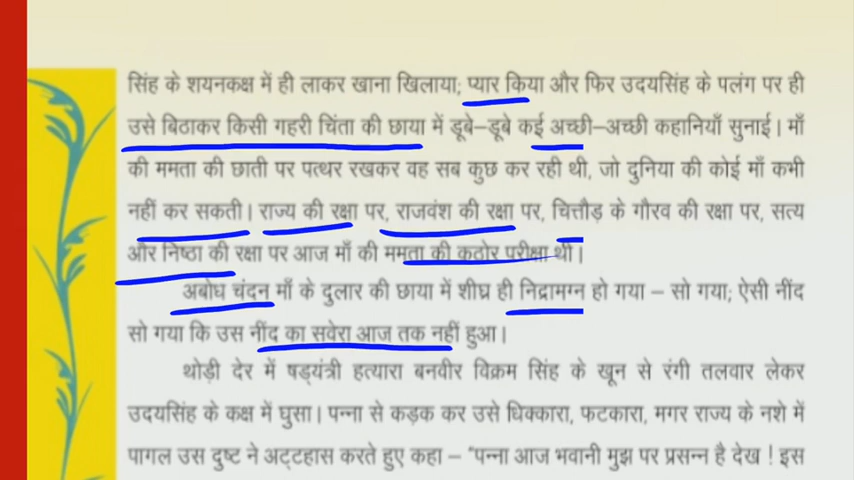 सिंह के शयनकक्ष में ही लाकर खाना खिलाया; प्यार किया और फिर उदयसिंह के पलंग पर ही
उसे बिठाकर किसी गहरी चिंता की छाया में डूबे–डूबे कई अच्छी–अच्छी कहानियाँ सुनाई। माँ
की ममता की छाती पर पत्थर रखकर वह सब कुछ कर रही थी, जो दुनिया की कोई माँ कभी
नहीं कर सकती। राज्य की रक्षा पर, राजवंश की रक्षा पर, चित्तौड़ के गौरव की रक्षा पर, सत्य
और निष्ठा की रक्षा पर आज माँ की ममता की कठोर परीक्षा थी।
अबोध चंदन माँ के दुलार की छाया में शीघ्र ही निद्रामग्न हो गया – सो गया; ऐसी नींद
सो गया कि उस नींद का सवेरा आज तक नहीं हुआ।
थोड़ी देर में षड्यंत्री हत्यारा बनवीर विक्रम सिंह के खून से रंगी तलवार लेकर
उदयसिंह के कक्ष में घुसा। पन्ना से कड़क कर उसे धिक्कारा, फटकारा, मगर राज्य के नशे में
पागल उस दुष्ट ने अट्टहास करते हुए कहा – "पन्ना आज भवानी मुझ पर प्रसन्न है देख ! इस